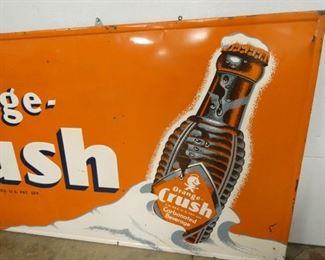 ge-
ush
U.S. PAT. OFF.
Orange-
Crush
Carbonated
Beverage